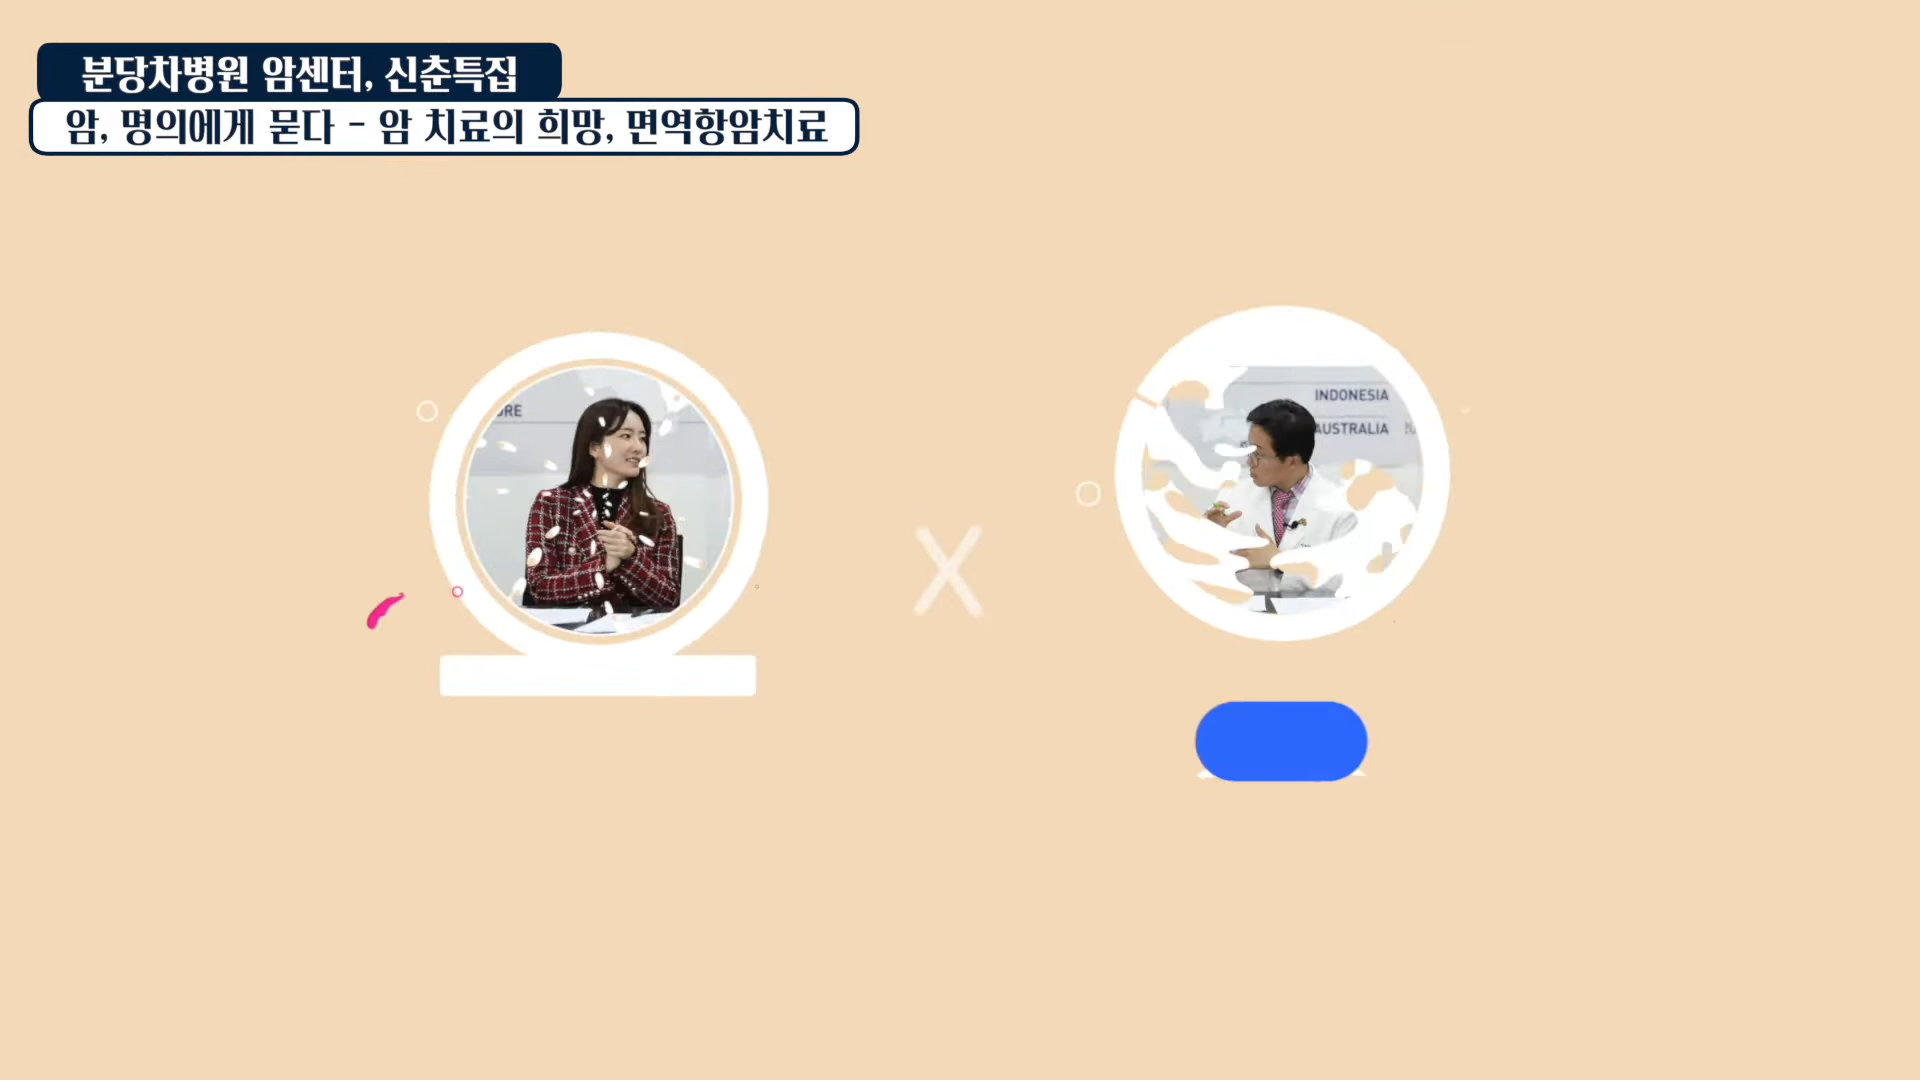 분당차병원 암센터, 신춘특집
암, 명의에게 묻다 - 암 치료의 희망, 면역항암치료
ORE
INDONESIA
AUSTRALIA
X